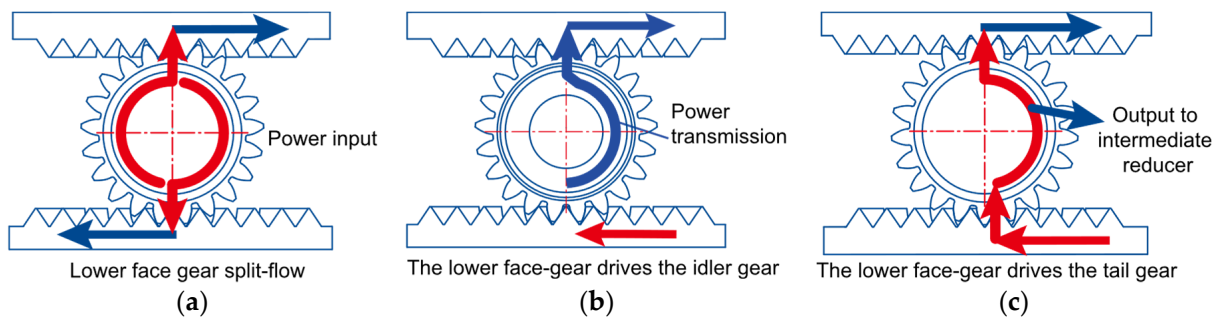 Power input
Lower face gear split-flow
(a)
Power
transmission
The lower face-gear drives the idler gear
(b)
Output to
intermediate
reducer
The lower face-gear drives the tail gear
(c)